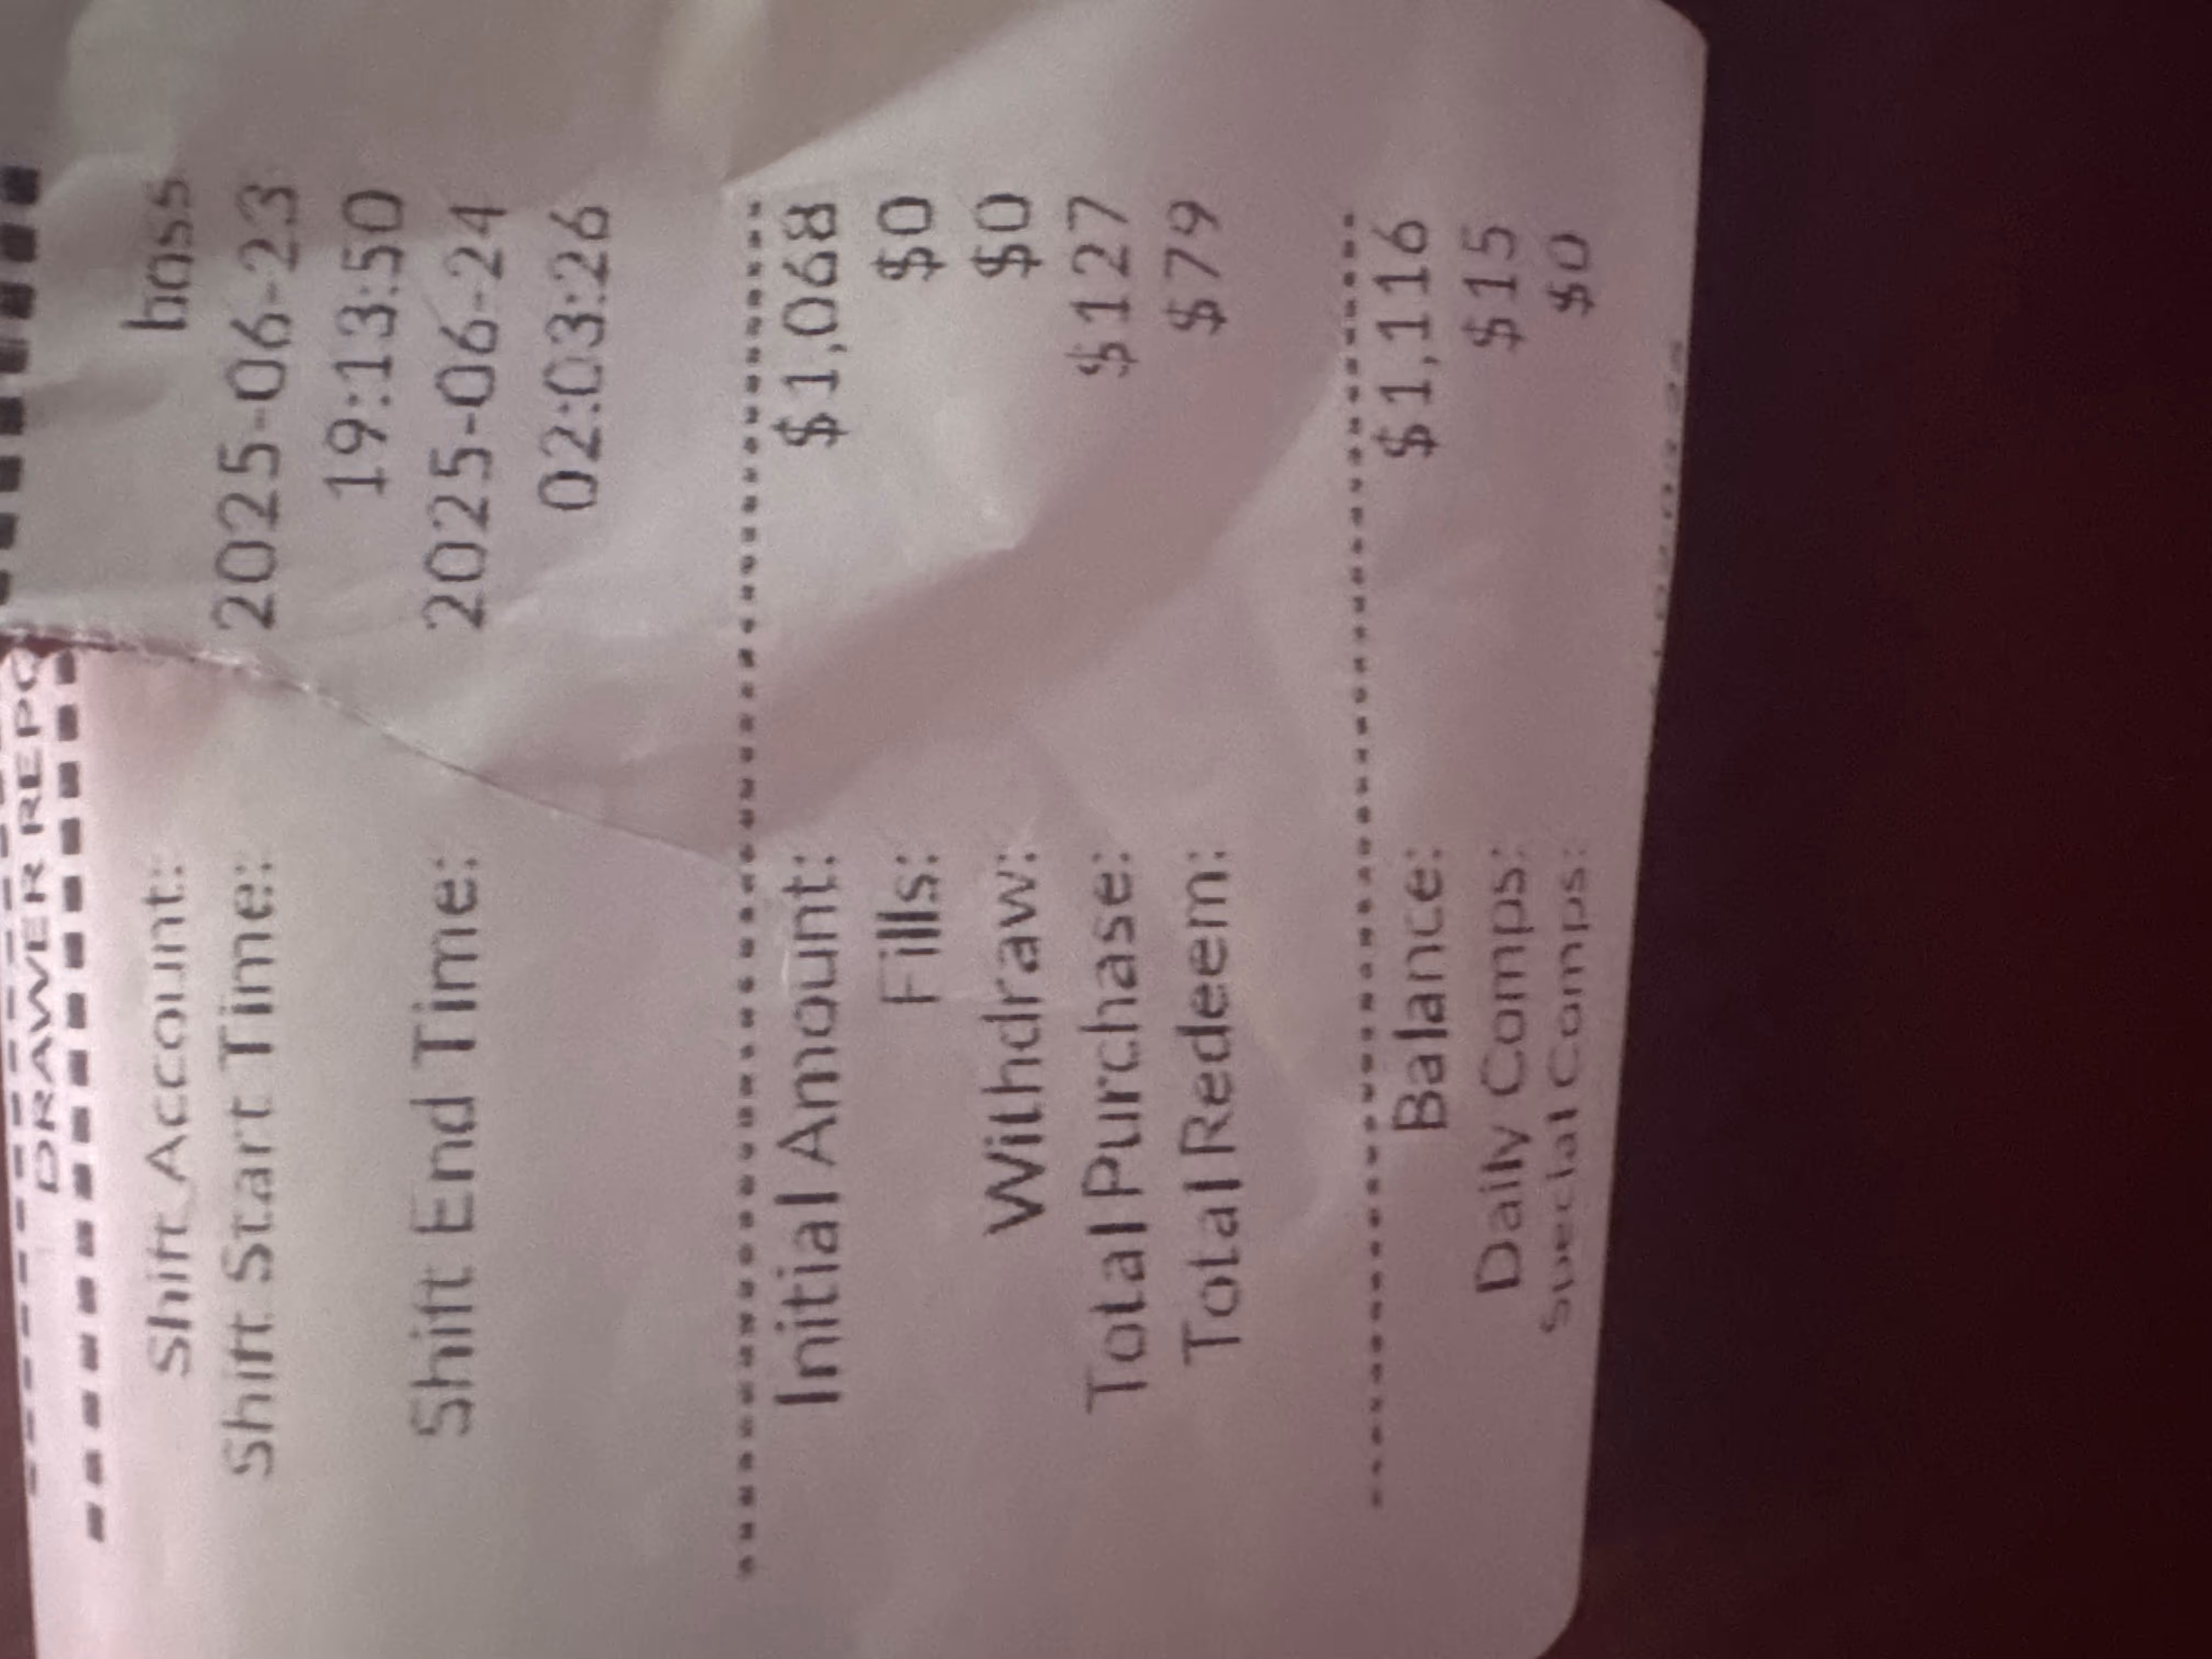 DRAWER REPO
Shift Account: boss
Shift Start Time: 2025-06-23
19:13:50
Shift End Time: 2025-06-24
02:03:26
Initial Amount: $1,068
Fills: $0
Withdraw: $0
Total Purchase: $127
Total Redeem: $79
Balance: $1,116
Daily Comps: $15
Special Comps: $0